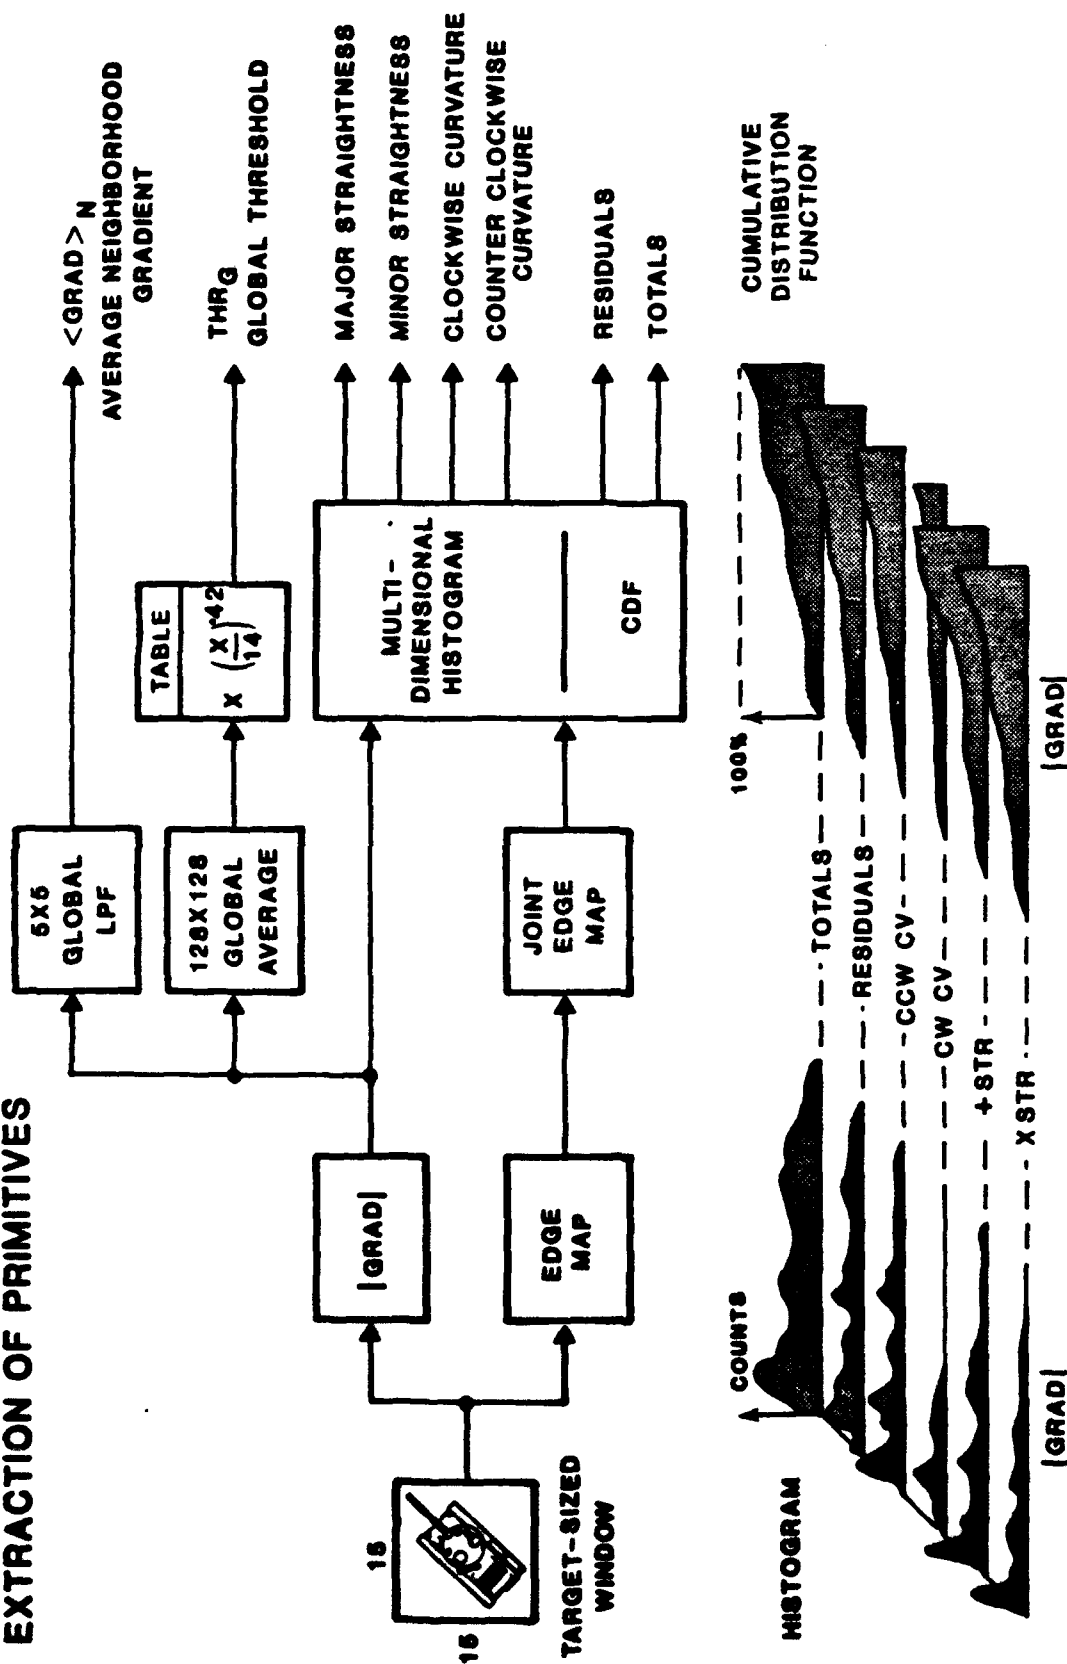 EXTRACTION OF PRIMITIVES
15
15
TARGET-SIZED
WINDOW
|GRAD|
EDGE
MAP
5X5
GLOBAL
LPF
128X128
GLOBAL
AVERAGE
JOINT
EDGE
MAP
TABLE
X (X/14)^.42
MULTI-
DIMENSIONAL
HISTOGRAM
CDF
<GRAD>N
AVERAGE NEIGHBORHOOD
GRADIENT
THRG
GLOBAL THRESHOLD
MAJOR STRAIGHTNESS
MINOR STRAIGHTNESS
CLOCKWISE CURVATURE
COUNTER CLOCKWISE
CURVATURE
RESIDUALS
TOTALS
HISTOGRAM
COUNTS
|GRAD|
TOTALS
RESIDUALS
CCW CV
CW CV
+STR
X STR
100%
|GRAD|
CUMULATIVE
DISTRIBUTION
FUNCTION